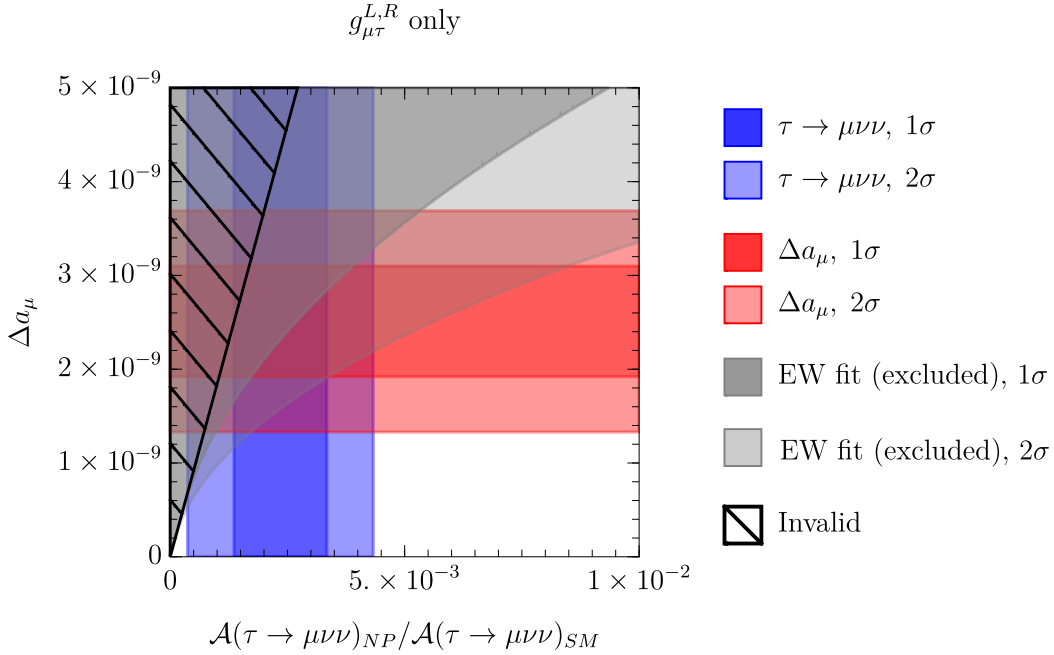 g_{μτ}^{L,R} only
5 × 10⁻⁹
4 × 10⁻⁹
3 × 10⁻⁹
2 × 10⁻⁹
1 × 10⁻⁹
0
Δa_μ
0 5. × 10⁻³ 1 × 10⁻²
𝒜(τ → μνν)_{NP}/𝒜(τ → μνν)_{SM}
τ → μνν, 1σ
τ → μνν, 2σ
Δa_μ, 1σ
Δa_μ, 2σ
EW fit (excluded), 1σ
EW fit (excluded), 2σ
Invalid